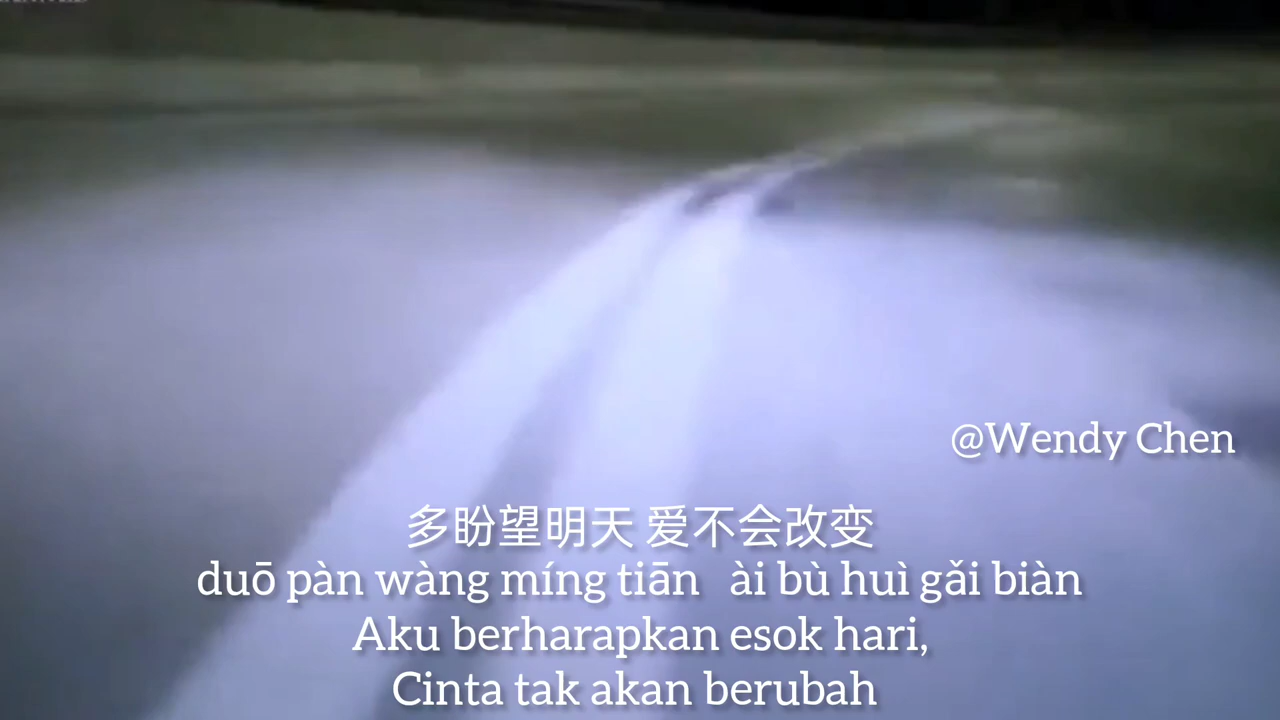 @Wendy Chen
多盼望明天 爱不会改变
duō pàn wàng míng tiān ài bù huì gǎi biàn
Aku berharapkan esok hari,
Cinta tak akan berubah